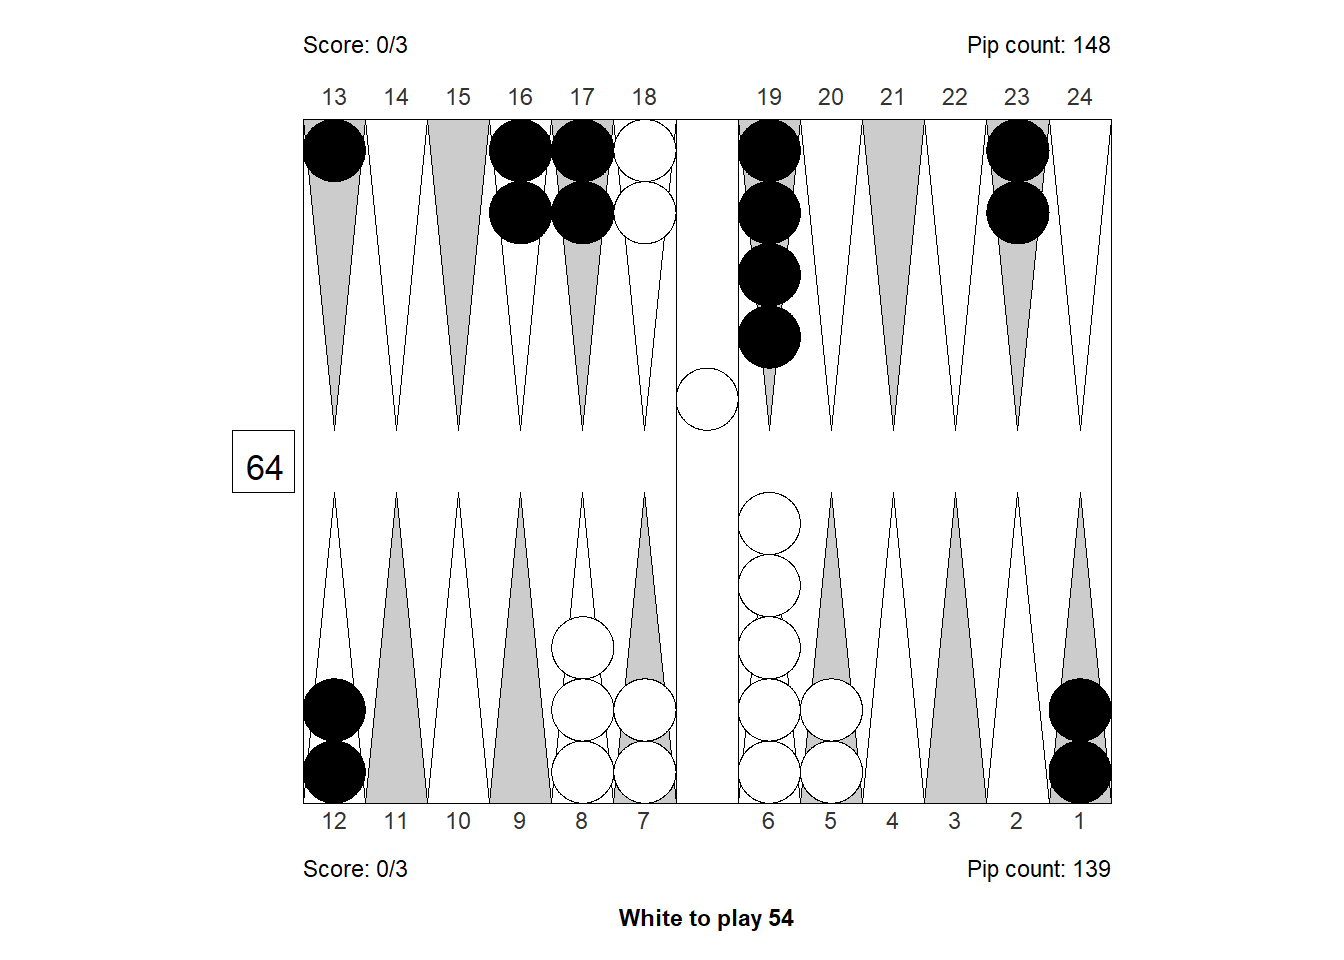 Score: 0/3 Pip count: 148
13 14 15 16 17 18 19 20 21 22 23 24
64
12 11 10 9 8 7 6 5 4 3 2 1
Score: 0/3 Pip count: 139
White to play 54